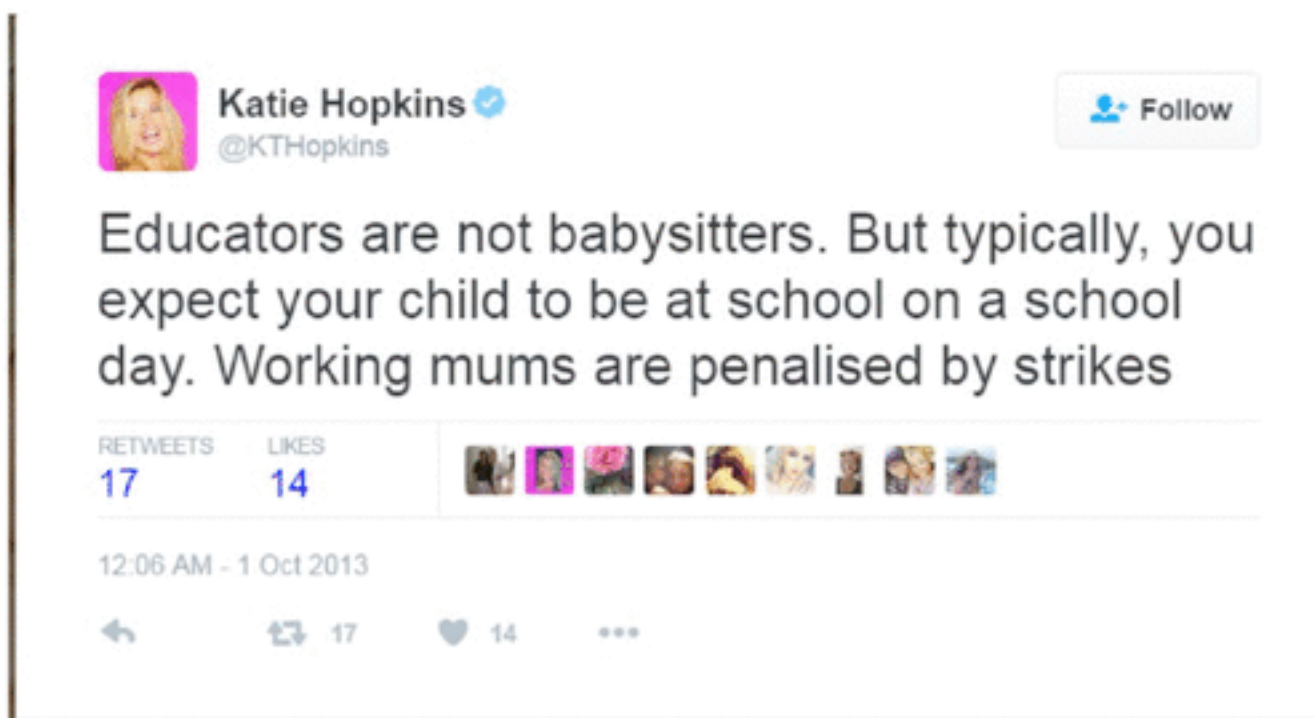 Katie Hopkins
@KTHopkins
Follow
Educators are not babysitters. But typically, you
expect your child to be at school on a school
day. Working mums are penalised by strikes
RETWEETS LIKES
17 14
12:06 AM - 1 Oct 2013
17 14